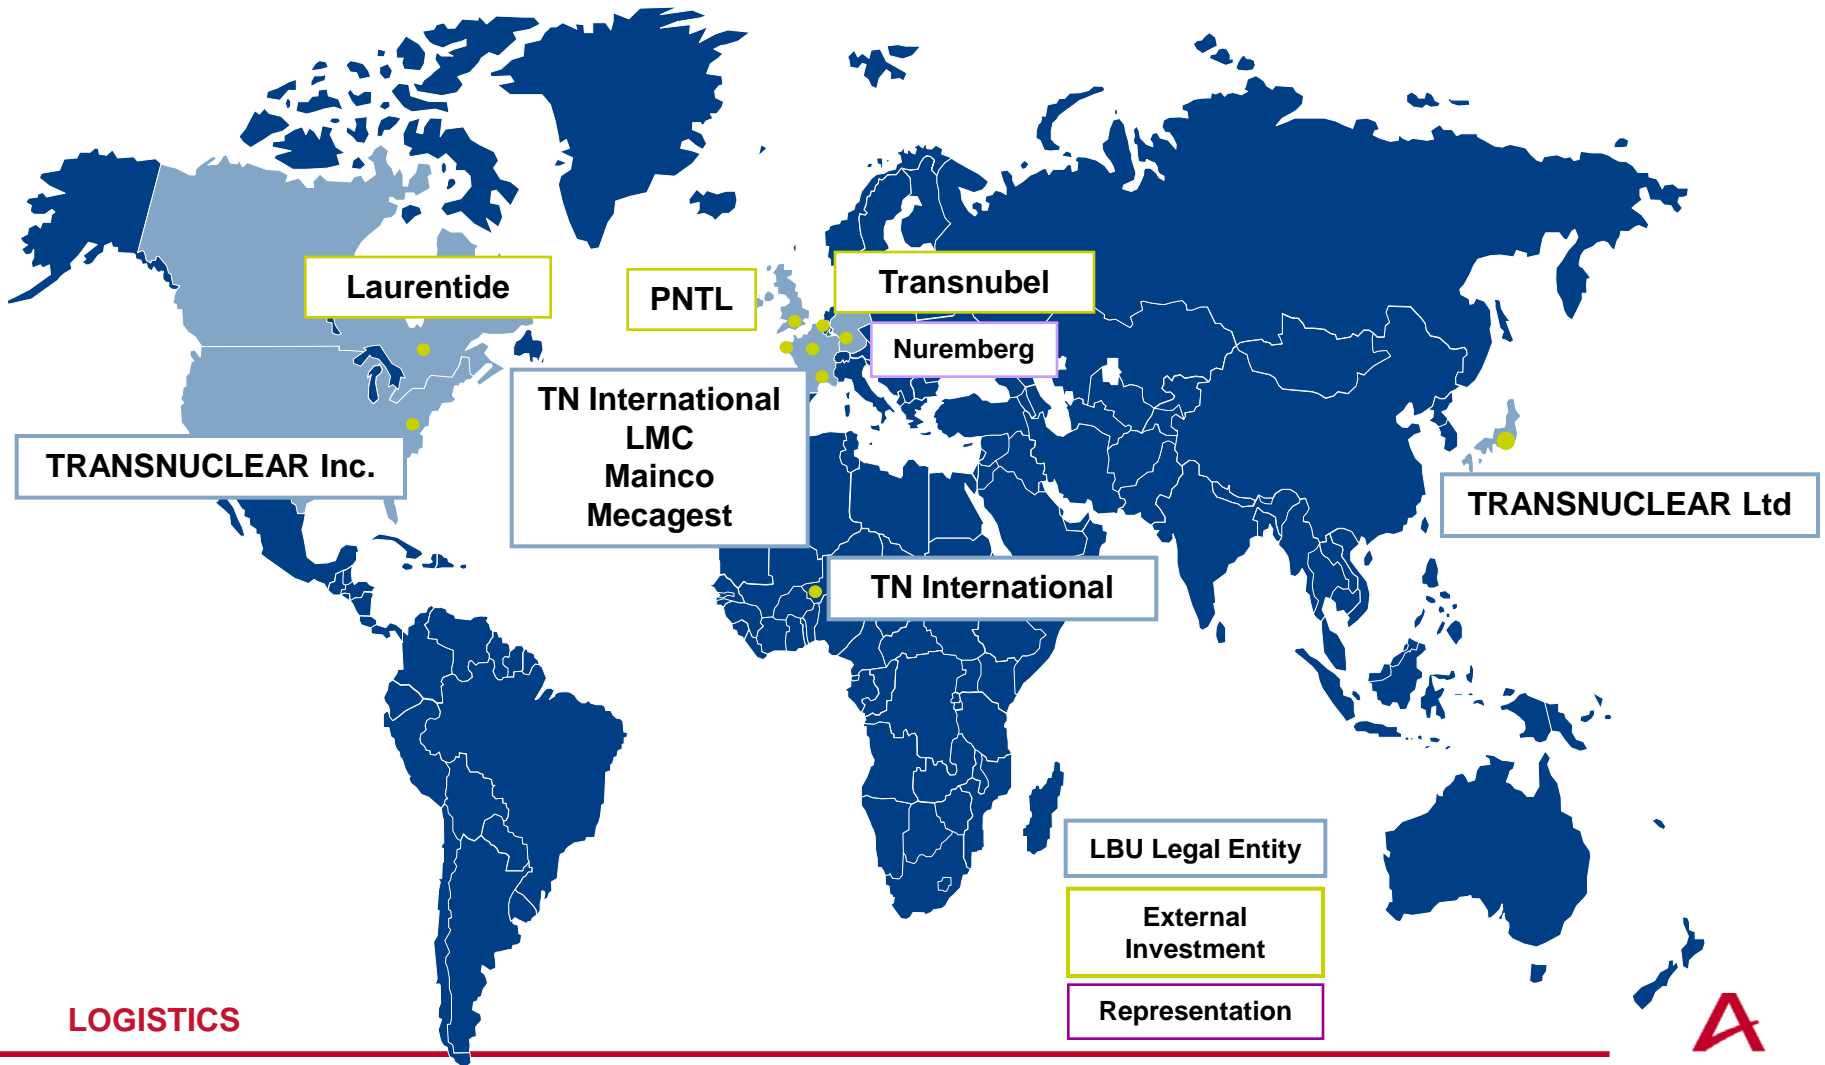 Laurentide
PNTL
Transnubel
Nuremberg
TN International
LMC
Mainco
Mecagest
TRANSNUCLEAR Inc.
TRANSNUCLEAR Ltd
TN International
LBU Legal Entity
External
Investment
Representation
LOGISTICS